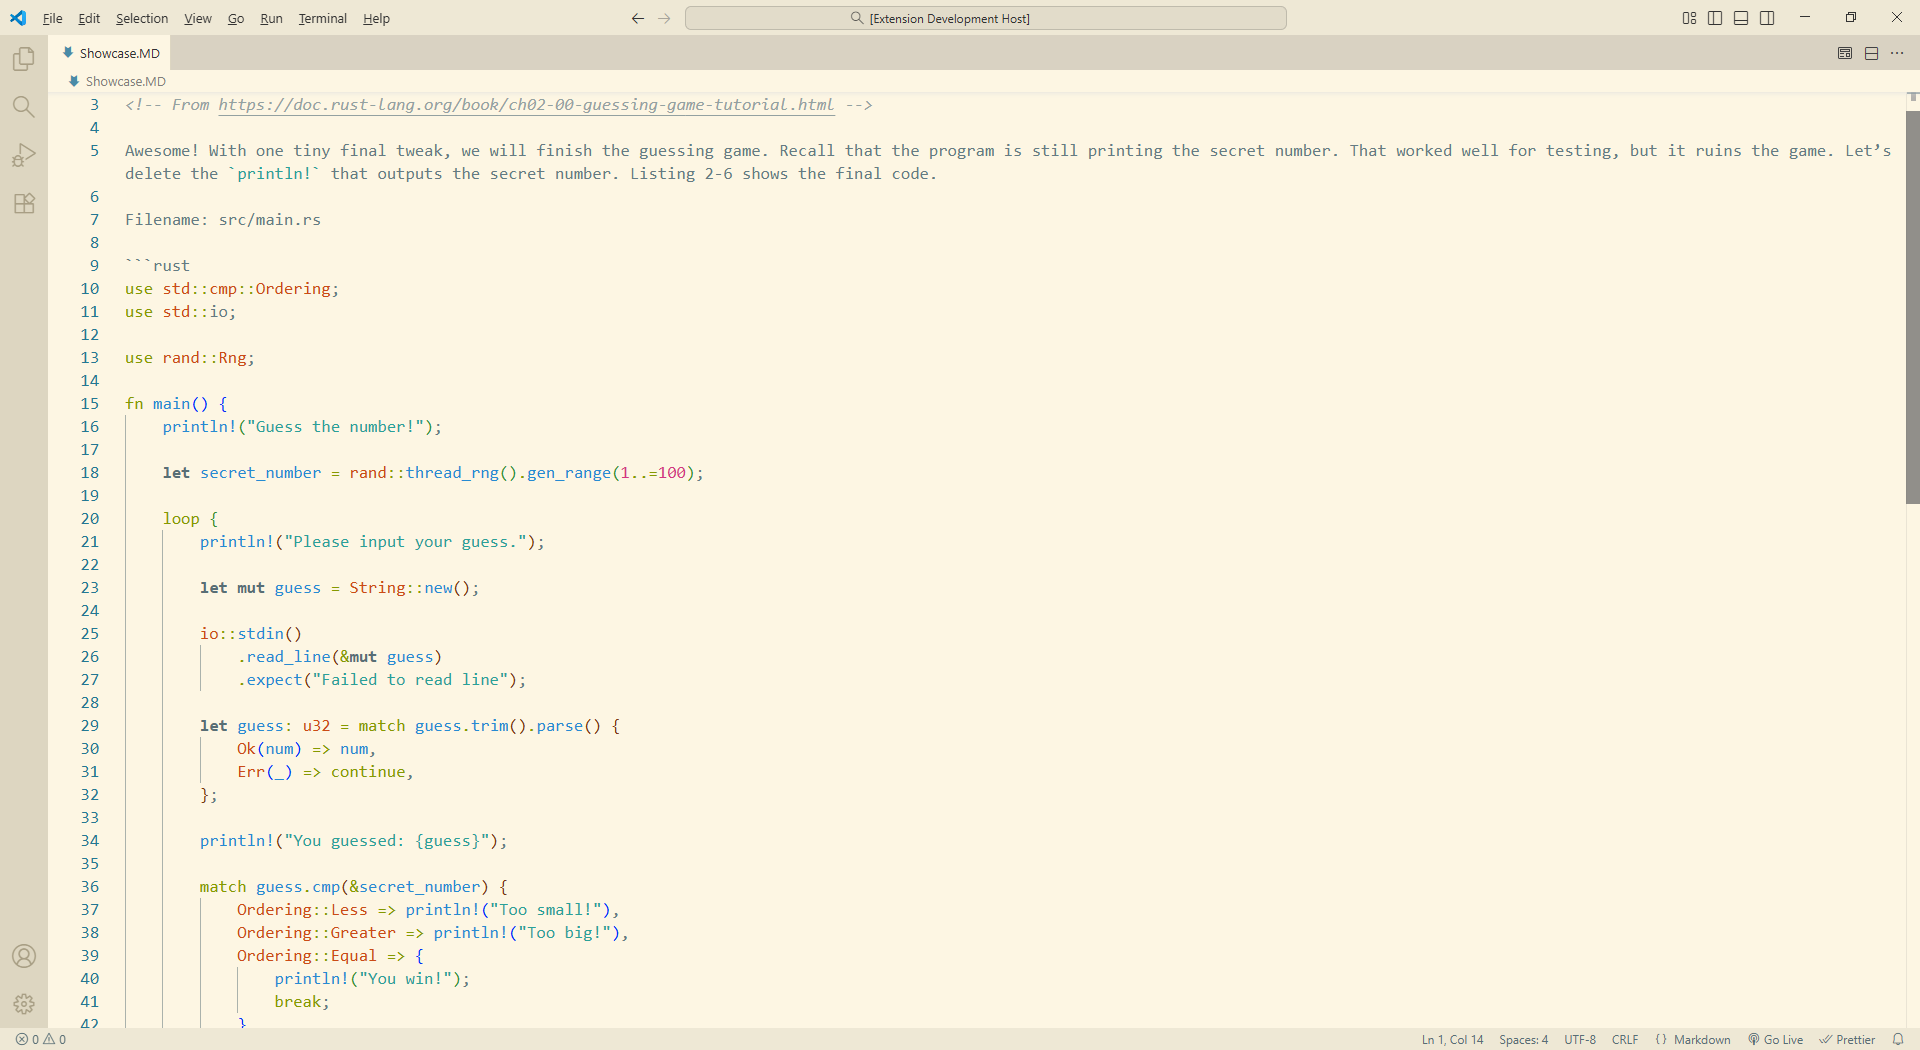 File Edit Selection View Go Run Terminal Help [Extension Development Host]
Showcase.MD
Showcase.MD
3 <!-- From https://doc.rust-lang.org/book/ch02-00-guessing-game-tutorial.html -->
4
5 Awesome! With one tiny final tweak, we will finish the guessing game. Recall that the program is still printing the secret number. That worked well for testing, but it ruins the game. Let’s
delete the `println!` that outputs the secret number. Listing 2-6 shows the final code.
6
7 Filename: src/main.rs
8
9 ```rust
10 use std::cmp::Ordering;
11 use std::io;
12
13 use rand::Rng;
14
15 fn main() {
16     println!("Guess the number!");
17
18     let secret_number = rand::thread_rng().gen_range(1..=100);
19
20     loop {
21         println!("Please input your guess.");
22
23         let mut guess = String::new();
24
25         io::stdin()
26             .read_line(&mut guess)
27             .expect("Failed to read line");
28
29         let guess: u32 = match guess.trim().parse() {
30             Ok(num) => num,
31             Err(_) => continue,
32         };
33
34         println!("You guessed: {guess}");
35
36         match guess.cmp(&secret_number) {
37             Ordering::Less => println!("Too small!"),
38             Ordering::Greater => println!("Too big!"),
39             Ordering::Equal => {
40                 println!("You win!");
41                 break;
42             }
0 0 Ln 1, Col 14 Spaces: 4 UTF-8 CRLF {} Markdown Go Live Prettier